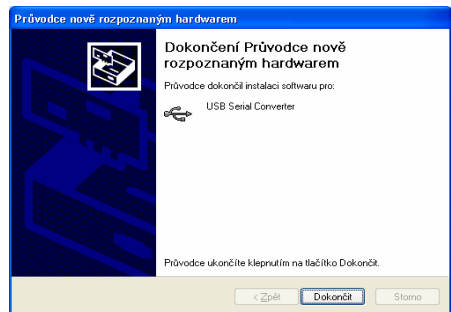 Průvodce nově rozpoznaným hardwarem
Dokončení Průvodce nově
rozpoznaným hardwarem
Průvodce dokončil instalaci softwaru pro:
USB Serial Converter
Průvodce ukončíte klepnutím na tlačítko Dokončit.
< Zpět Dokončit Storno